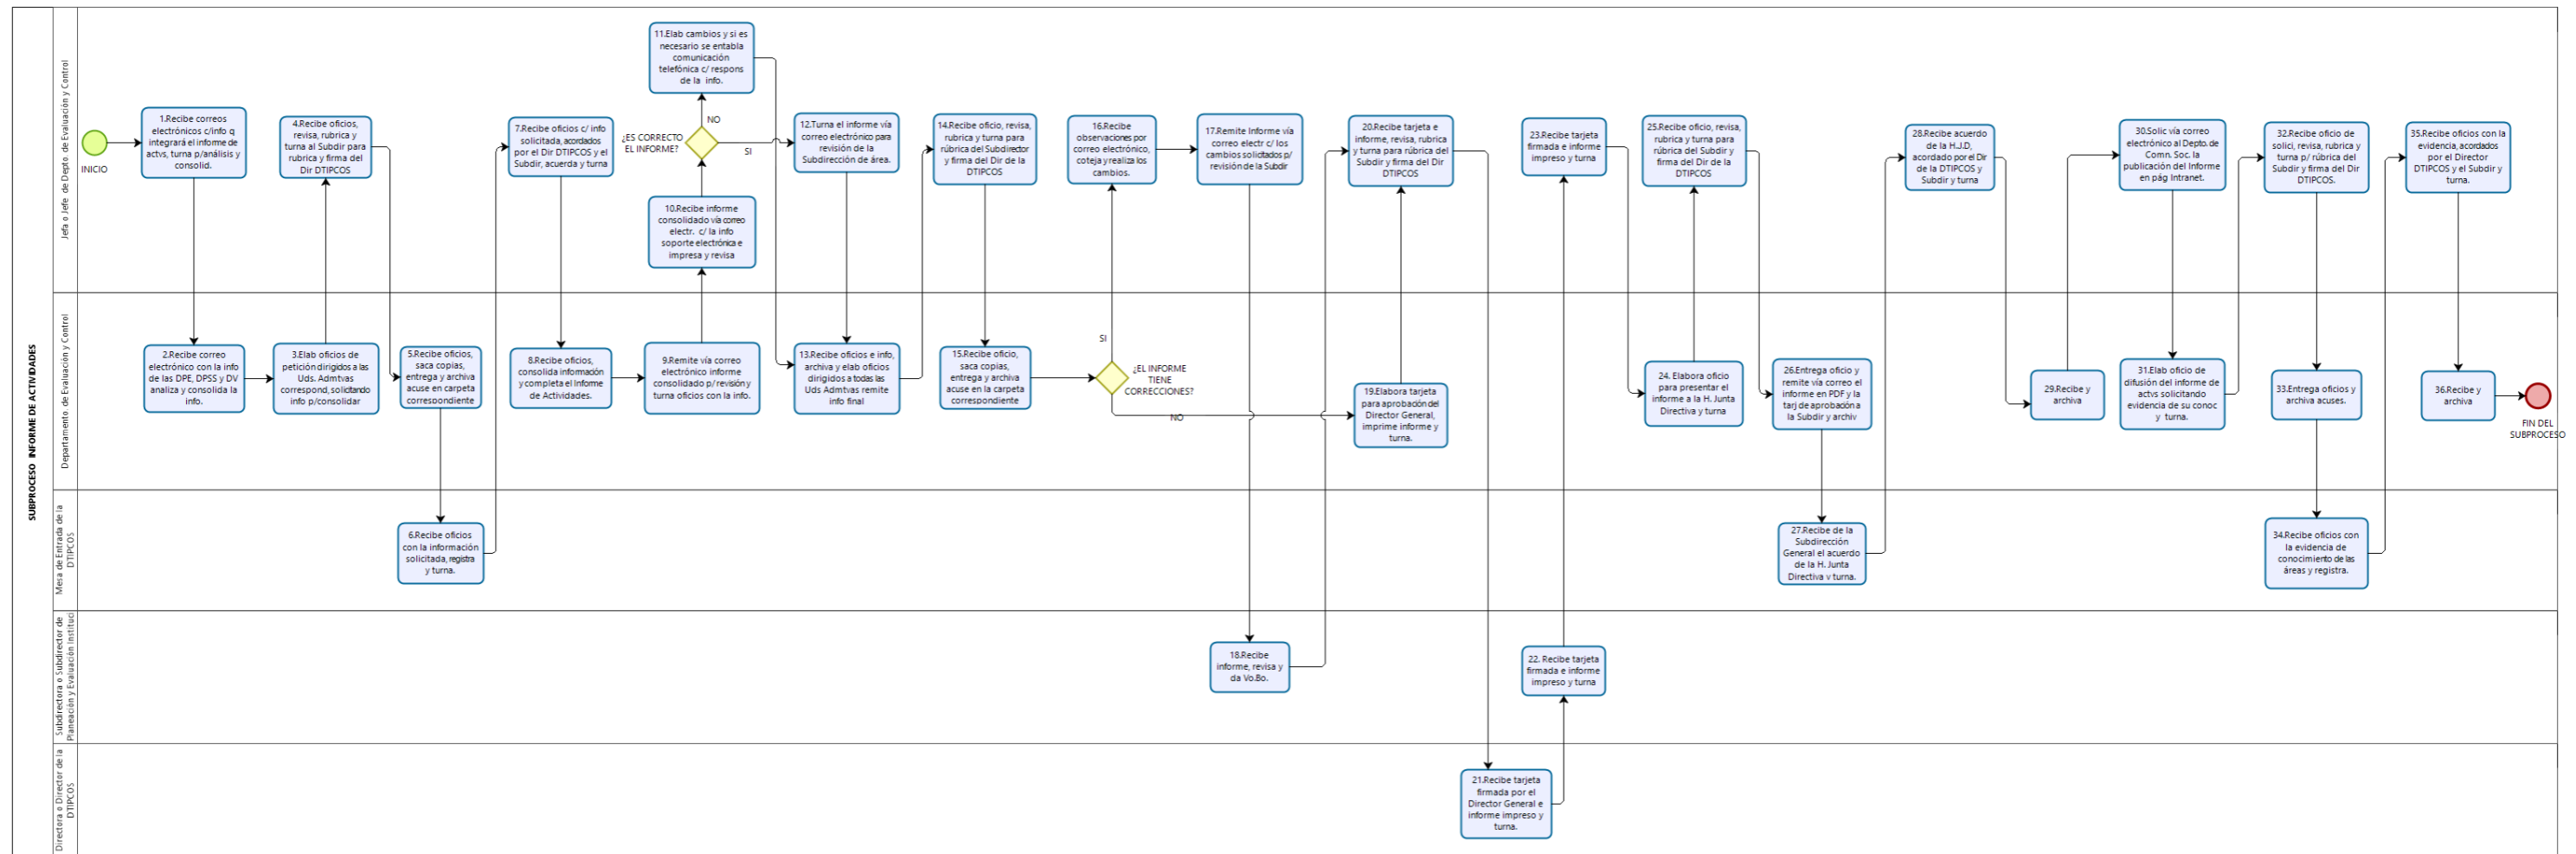 SUBPROCESO INFORME DE ACTIVIDADES
Jefa o Jefe de Depto. de Evaluación y Control
INICIO
1.Recibe correos
electrónicos c/info q
integrará el informe de
actvs, turna p/análisis y
consolid.
4.Recibe oficios,
revisa, rubrica y
turna al Subdir para
rubrica y firma del
Dir DTIPCOS
7.Recibe oficios c/ info
solicitada, acordados
por el Dir DTIPCOS y el
Subdir, acuerda y turna
11.Elab cambios y si es
necesario se entabla
comunicación
telefónica c/ respons
de la info.
¿ES CORRECTO
EL INFORME?
NO
SI
10.Recibe informe
consolidado vía correo
electr. c/ la info
soporte electrónica e
impresa y revisa
12.Turna el informe vía
correo electrónico para
revisión de la
Subdirección de área.
14.Recibe oficio, revisa,
rubrica y turna para
rúbrica del Subdirector
y firma del Dir de la
DTIPCOS
16.Recibe
observaciones por
correo electrónico,
coteja y realiza los
cambios.
17.Remite Informe vía
correo electr c/ los
cambios solicitados p/
revisión de la Subdir
20.Recibe tarjeta e
informe, revisa, rubrica
y turna para rúbrica del
Subdir y firma del Dir
DTIPCOS
23.Recibe tarjeta
firmada e informe
impreso y turna
25.Recibe oficio, revisa,
rubrica y turna para
rúbrica del Subdir y
firma del Dir de la
DTIPCOS
28.Recibe acuerdo
de la H.J.D,
acordado por el Dir
de la DTIPCOS y
Subdir y turna
30.Solic vía correo
electrónico al Depto. de
Comn. Soc. la
publicación del Informe
en pág Intranet.
32.Recibe oficio de
solici, revisa, rubrica y
turna p/ rúbrica del
Subdir y firma del Dir
DTIPCOS.
35.Recibe oficios con la
evidencia, acordados
por el Director
DTIPCOS y el Subdir y
turna.
Departamento. de Evaluación y Control
2.Recibe correo
electrónico con la info
de las DPE, DPSS y DV
analiza y consolida la
info.
3.Elab oficios de
petición dirigidos a las
Uds. Admtvas
correspond, solicitando
info p/consolidar
5.Recibe oficios,
saca copias,
entrega y archiva
acuse en carpeta
correspondiente
8.Recibe oficios,
consolida información
y completa el Informe
de Actividades.
9.Remite vía correo
electrónico informe
consolidado p/ revisión y
turna oficios con la info.
13.Recibe oficios e info,
archiva y elab oficios
dirigidos a todas las
Uds Admtvas remite
info final
15.Recibe oficio,
saca copias,
entrega y archiva
acuse en la carpeta
correspondiente
SI
¿EL INFORME
TIENE
CORRECCIONES?
NO
19.Elabora tarjeta
para aprobación del
Director General,
imprime informe y
turna.
24. Elabora oficio
para presentar el
informe a la H. Junta
Directiva y turna
26.Entrega oficio y
remite vía correo el
informe en PDF y la
tarj de aprobación a
la Subdir y archiv
29.Recibe y
archiva
31.Elab oficio de
difusión del informe de
actvs solicitando
evidencia de su conoc
y turna.
33.Entrega oficios y
archiva acuses.
36.Recibe y
archiva
FIN DEL
SUBPROCESO
Mesa de Entrada de la
DTIPCOS
6.Recibe oficios
con la información
solicitada, registra
y turna.
27.Recibe de la
Subdirección
General el acuerdo
de la H. Junta
Directiva y turna.
34.Recibe oficios con
la evidencia de
conocimiento de las
áreas y registra.
Subdirectora o Subdirector de
Planeación y Evaluación Instituci
18.Recibe
informe, revisa y
da Vo.Bo.
22. Recibe tarjeta
firmada e informe
impreso y turna
Directora o Director de la
DTIPCOS
21.Recibe tarjeta
firmada por el
Director General e
informe impreso y
turna.